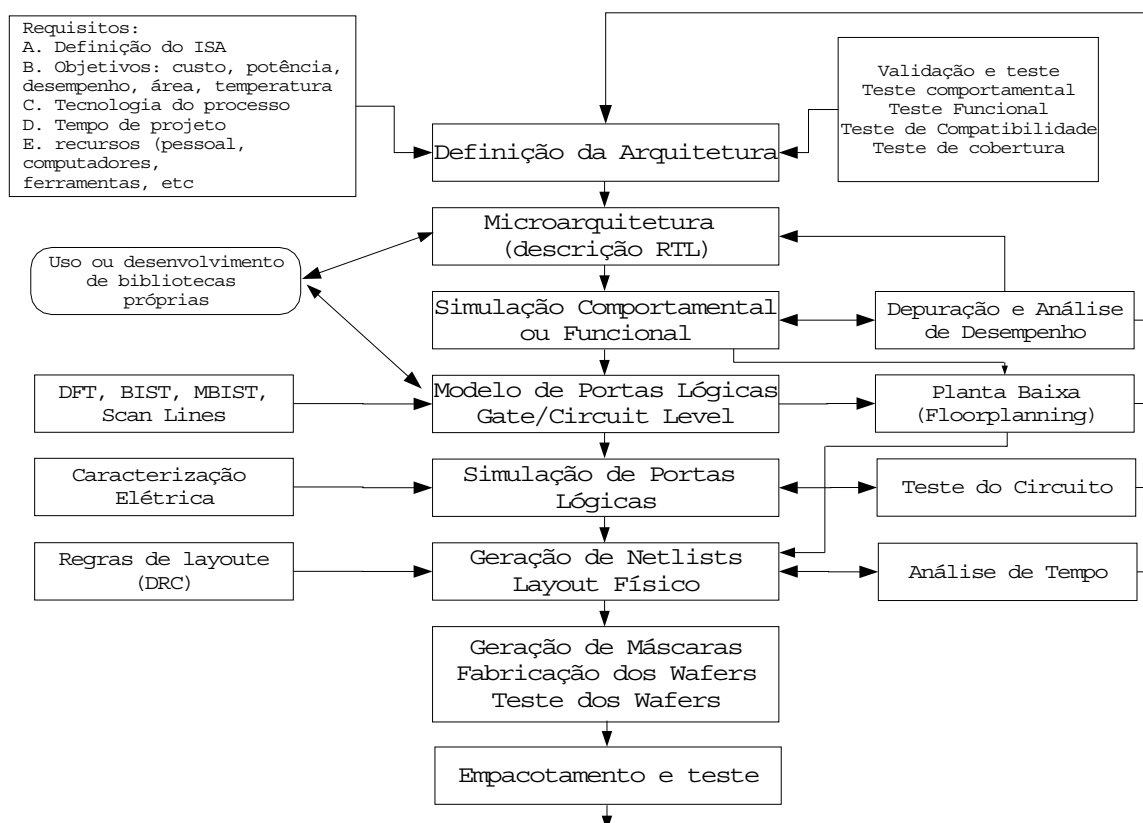 Requisitos:
A. Definição do ISA
B. Objetivos: custo, potência,
desempenho, área, temperatura
C. Tecnologia do processo
D. Tempo de projeto
E. recursos (pessoal,
computadores,
ferramentas, etc
Validação e teste
Teste comportamental
Teste Funcional
Teste de Compatibilidade
Teste de cobertura
Definição da Arquitetura
Microarquitetura
(descrição RTL)
Uso ou desenvolvimento
de bibliotecas
próprias
Simulação Comportamental
ou Funcional
Depuração e Análise
de Desempenho
DFT, BIST, MBIST,
Scan Lines
Modelo de Portas Lógicas
Gate/Circuit Level
Planta Baixa
(Floorplanning)
Caracterização
Elétrica
Simulação de Portas
Lógicas
Teste do Circuito
Regras de layoute
(DRC)
Geração de Netlists
Layout Físico
Análise de Tempo
Geração de Máscaras
Fabricação dos Wafers
Teste dos Wafers
Empacotamento e teste